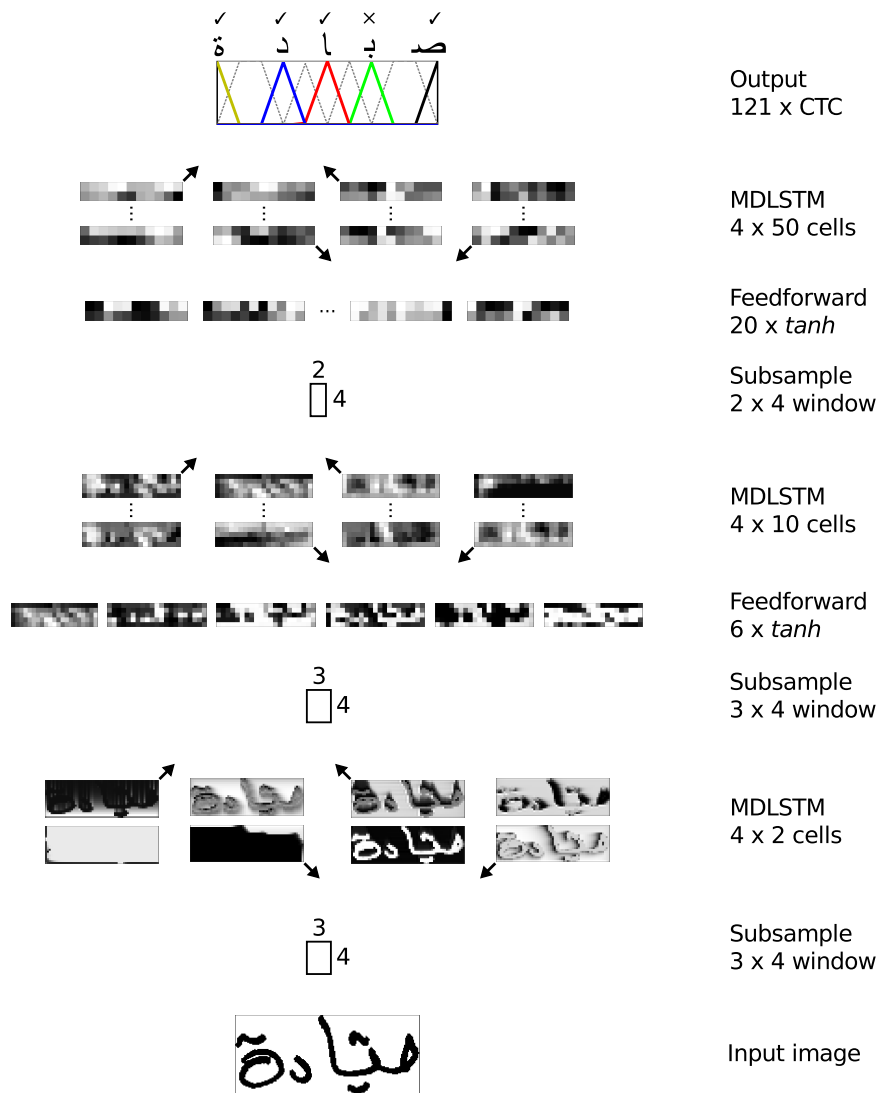 ✓ ✓ ✓ × ✓
صـ بـ ا د ة
Output
121 x CTC
MDLSTM
4 x 50 cells
...
Feedforward
20 x tanh
2
4
Subsample
2 x 4 window
MDLSTM
4 x 10 cells
Feedforward
6 x tanh
3
4
Subsample
3 x 4 window
MDLSTM
4 x 2 cells
3
4
Subsample
3 x 4 window
Input image